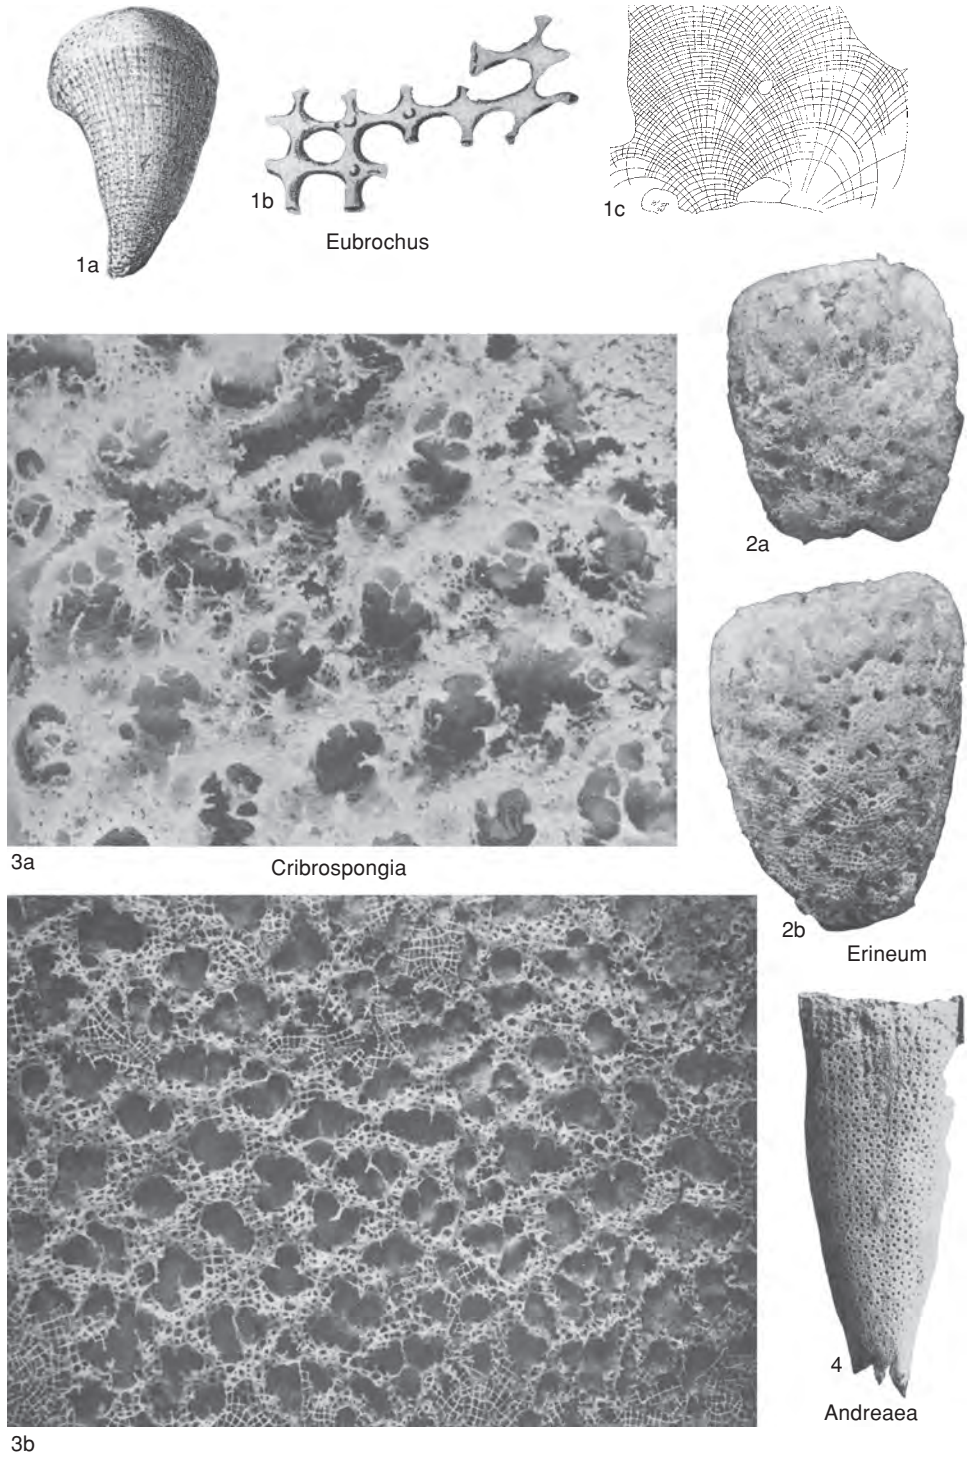 1a
1b
Eubrochus
1c
2a
3a
Cribrospongia
2b
Erineum
4
Andreaea
3b